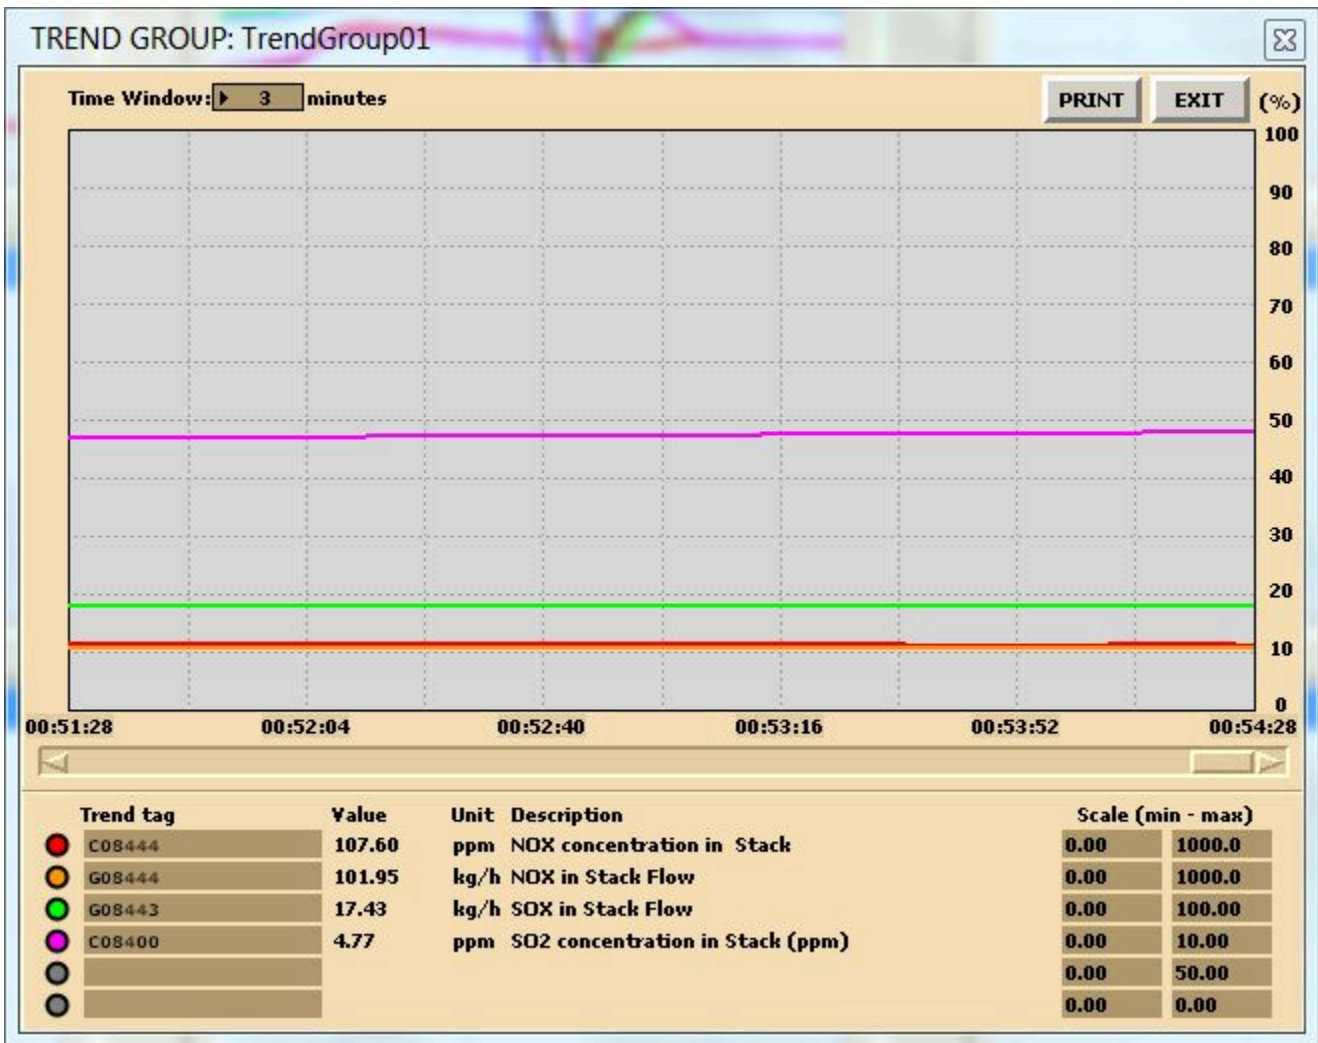 TREND GROUP: TrendGroup01
Time Window: 3 minutes
PRINT EXIT (%)
100
90
80
70
60
50
40
30
20
10
0
00:51:28 00:52:04 00:52:40 00:53:16 00:53:52 00:54:28
Trend tag Value Unit Description Scale (min - max)
C08444 107.60 ppm NOX concentration in Stack 0.00 1000.0
G08444 101.95 kg/h NOX in Stack Flow 0.00 1000.0
G08443 17.43 kg/h SOX in Stack Flow 0.00 100.00
C08400 4.77 ppm SO2 concentration in Stack (ppm) 0.00 10.00
0.00 50.00
0.00 0.00